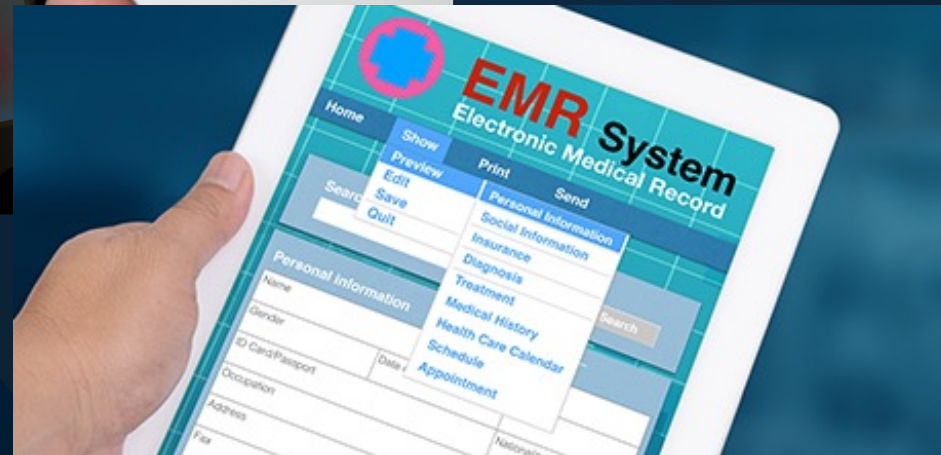 EMR System
Electronic Medical Record
Home
Show
Print
Send
Preview
Edit
Save
Quit
Personal Information
Social Information
Insurance
Diagnosis
Treatment
Medical History
Health Care Calendar
Schedule
Appointment
Search
Personal information
Name
Gender
ID Card/Passport
Occupation
Address
Fax